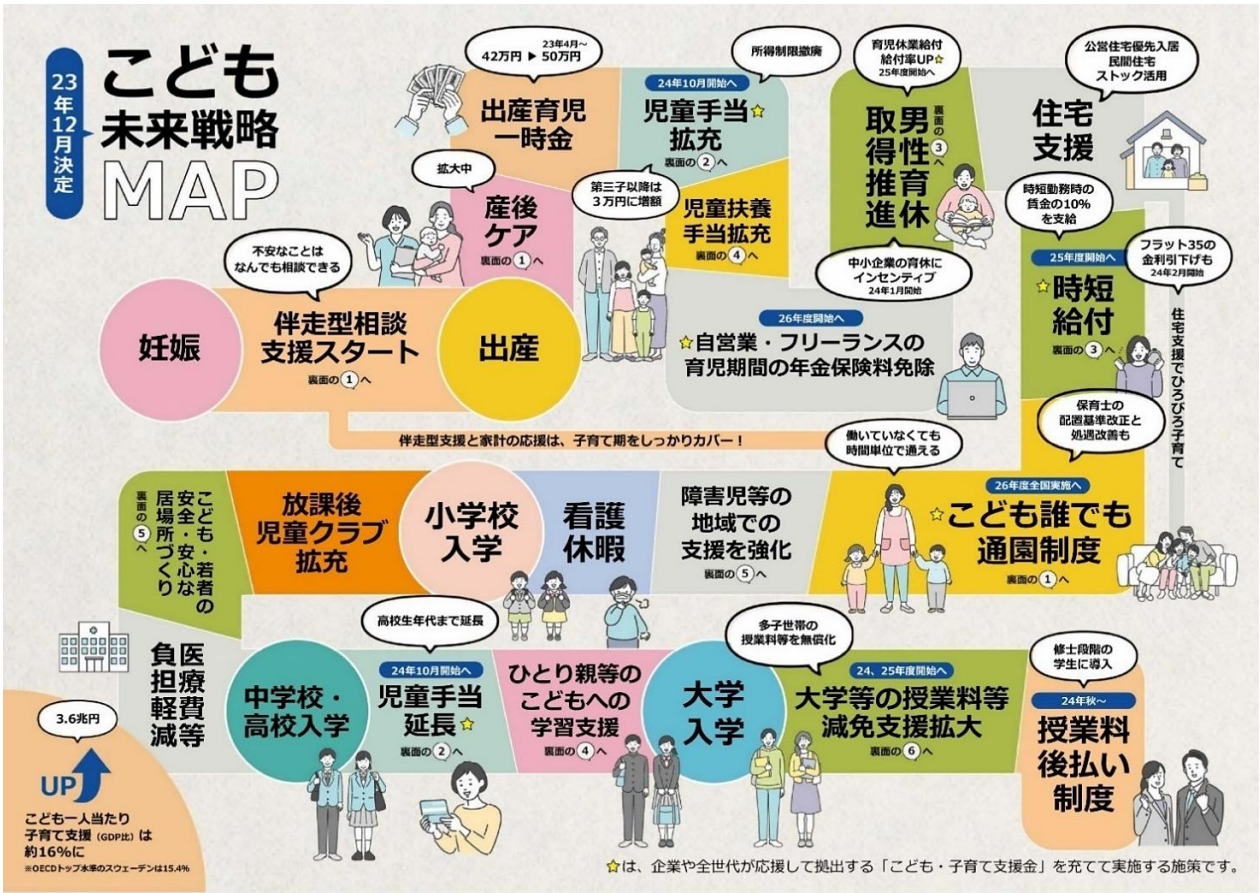 23年12月決定
こども
未来戦略
MAP
23年4月～
42万円 ▶ 50万円
出産育児
一時金
所得制限撤廃
24年10月開始へ
児童手当☆
拡充
裏面の②へ
育児休業給付
給付率UP☆
25年度開始へ
男性育休
取得推進
裏面の③へ
公営住宅優先入居
民間住宅
ストック活用
住宅
支援
拡大中
産後
ケア
裏面の①へ
第三子以降は
３万円に増額
児童扶養
手当拡充
裏面の④へ
中小企業の育休に
インセンティブ
24年1月開始
時短勤務時の
賃金の10%
を支給
25年度開始へ
☆時短
給付
裏面の③へ
フラット35の
金利引下げも
24年2月開始
住宅支援でひろびろ子育て
不安なことは
なんでも相談できる
妊娠
伴走型相談
支援スタート
裏面の①へ
出産
26年度開始へ
☆自営業・フリーランスの
育児期間の年金保険料免除
伴走型支援と家計の応援は、子育て期をしっかりカバー！
働いていなくても
時間単位で通える
保育士の
配置基準改正と
処遇改善も
26年度全国実施へ
☆こども誰でも
通園制度
裏面の①へ
障害児等の
地域での
支援を強化
裏面の⑤へ
看護
休暇
小学校
入学
放課後
児童クラブ
拡充
こども・若者の
安全・安心な
居場所づくり
裏面の⑤へ
医療費等
負担軽減
中学校・
高校入学
高校生年代まで延長
24年10月開始へ
児童手当
延長☆
裏面の②へ
ひとり親等の
こどもへの
学習支援
裏面の④へ
大学
入学
多子世帯の
授業料等を無償化
24、25年度開始へ
大学等の授業料等
減免支援拡大
裏面の⑥へ
修士段階の
学生に導入
24年秋～
授業料
後払い
制度
3.6兆円
UP
こども一人当たり
子育て支援（GDP比）は
約16%に
※OECDトップ水準のスウェーデンは15.4%
☆は、企業や全世代が応援して拠出する「こども・子育て支援金」を充てて実施する施策です。